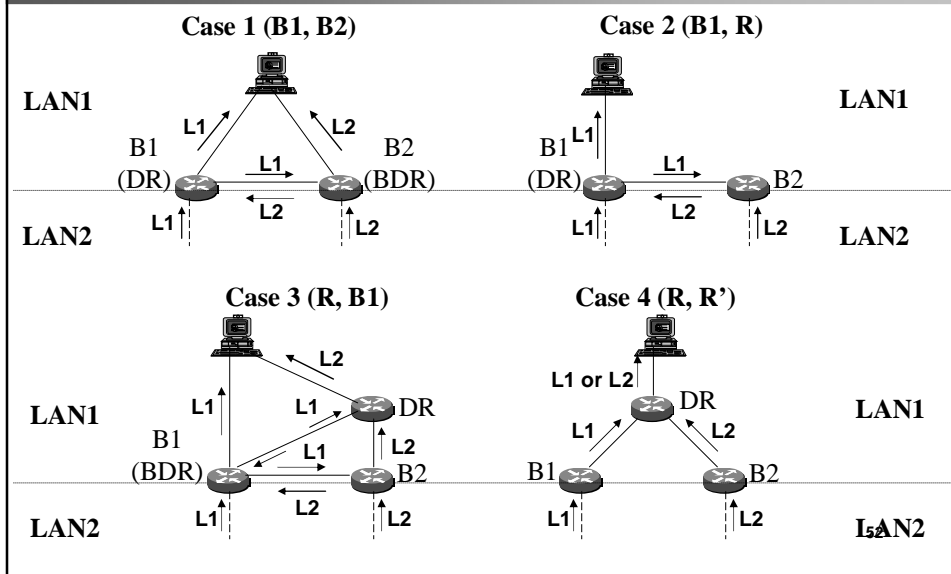 Case 1 (B1, B2)
LAN1
L1
L2
B1
(DR)
B2
(BDR)
L1
L2
L1
L2
LAN2
Case 2 (B1, R)
LAN1
L1
B1
(DR)
L1
B2
L2
L1
L2
LAN2
Case 3 (R, B1)
L2
LAN1
L1
L1
DR
B1
(BDR)
L1
L2
B2
L2
L1
L2
LAN2
Case 4 (R, R’)
L1 or L2
DR
LAN1
L1
L2
B1
B2
L1
L2
LAN2
52